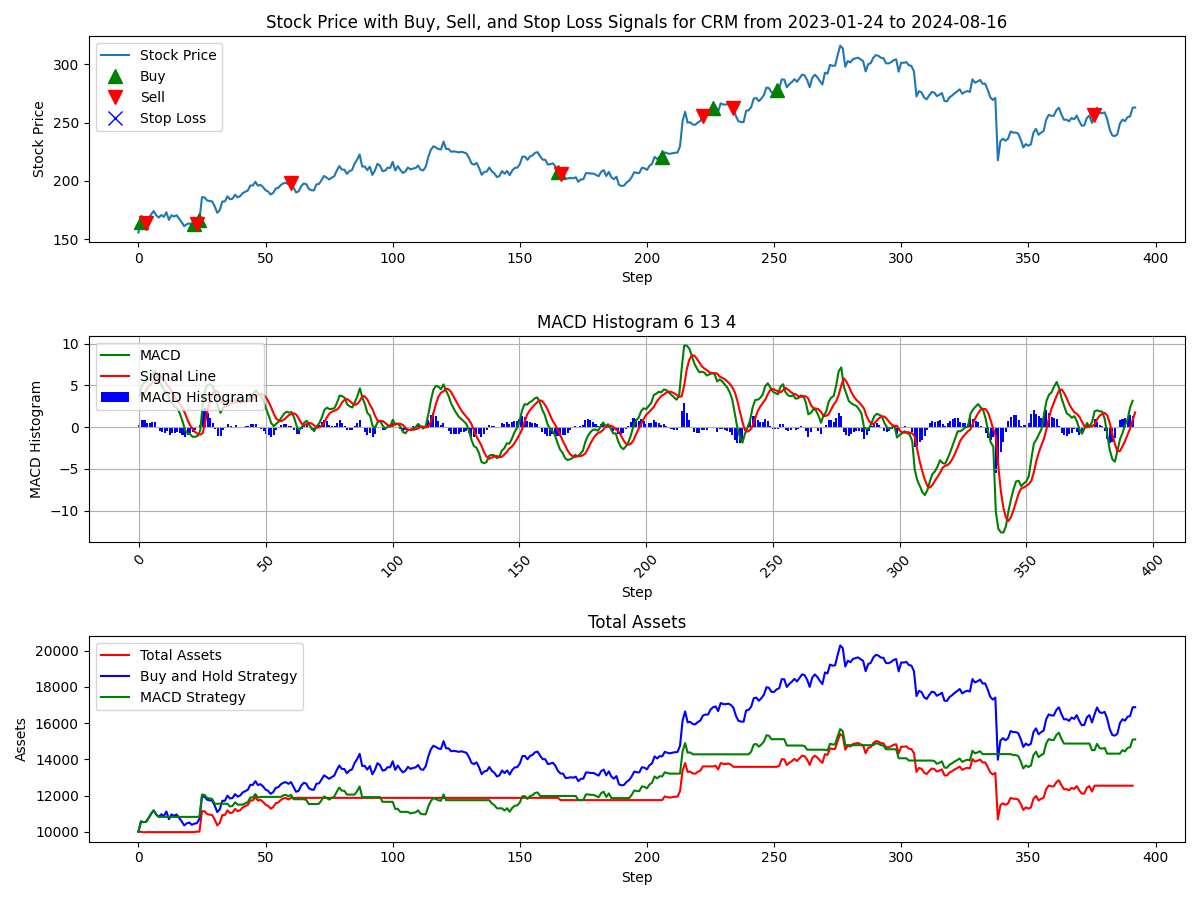 Stock Price with Buy, Sell, and Stop Loss Signals for CRM from 2023-01-24 to 2024-08-16
Stock Price
Buy
Sell
Stop Loss
Stock Price
300
250
200
150
0 50 100 150 200 250 300 350 400
Step
MACD Histogram 6 13 4
MACD
Signal Line
MACD Histogram
MACD Histogram
10
5
0
−5
−10
0 50 100 150 200 250 300 350 400
Step
Total Assets
Total Assets
Buy and Hold Strategy
MACD Strategy
Assets
20000
18000
16000
14000
12000
10000
0 50 100 150 200 250 300 350 400
Step